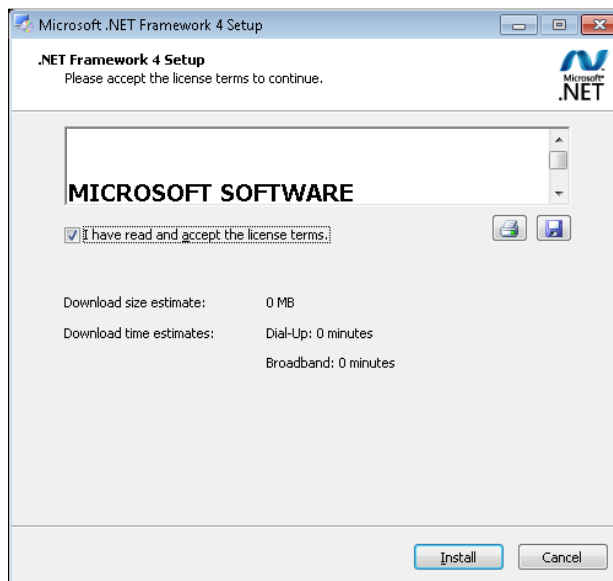 Microsoft .NET Framework 4 Setup
.NET Framework 4 Setup
Please accept the license terms to continue.
Microsoft®
.NET
MICROSOFT SOFTWARE
I have read and accept the license terms.
Download size estimate: 0 MB
Download time estimates: Dial-Up: 0 minutes
Broadband: 0 minutes
Install Cancel